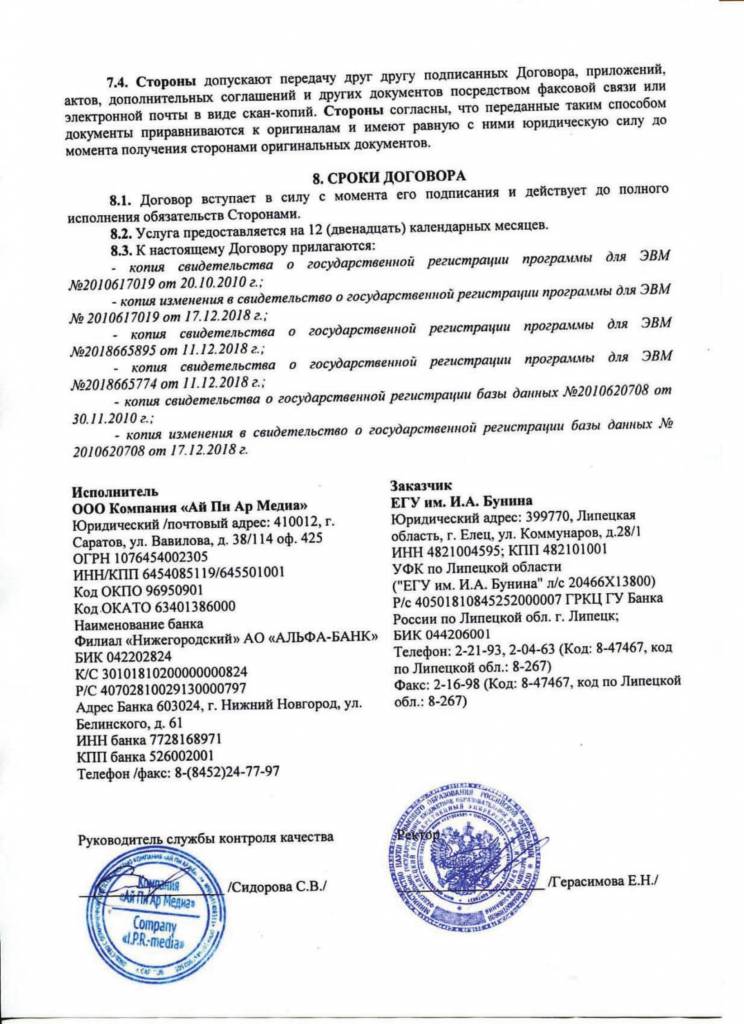 7.4. Стороны допускают передачу друг другу подписанных Договора, приложений,
актов, дополнительных соглашений и других документов посредством факсовой связи или
электронной почты в виде скан-копий. Стороны согласны, что переданные таким способом
документы приравниваются к оригиналам и имеют равную с ними юридическую силу до
момента получения сторонами оригинальных документов.
8. СРОКИ ДОГОВОРА
8.1. Договор вступает в силу с момента его подписания и действует до полного
исполнения обязательств Сторонами.
8.2. Услуга предоставляется на 12 (двенадцать) календарных месяцев.
8.3. К настоящему Договору прилагаются:
- копия свидетельства о государственной регистрации программы для ЭВМ
№2010617019 от 20.10.2010 г.;
- копия изменения в свидетельство о государственной регистрации программы для ЭВМ
№ 2010617019 от 17.12.2018 г.;
- копия свидетельства о государственной регистрации программы для ЭВМ
№2018665895 от 11.12.2018 г.;
- копия свидетельства о государственной регистрации программы для ЭВМ
№2018665774 от 11.12.2018 г.;
- копия свидетельства о государственной регистрации базы данных №2010620708 от
30.11.2010 г.;
- копия изменения в свидетельство о государственной регистрации базы данных №
2010620708 от 17.12.2018 г.
Исполнитель
ООО Компания «Ай Пи Ар Медиа»
Юридический /почтовый адрес: 410012, г.
Саратов, ул. Вавилова, д. 38/114 оф. 425
ОГРН 1076454002305
ИНН/КПП 6454085119/645501001
Код ОКПО 96950901
Код ОКАТО 63401386000
Наименование банка
Филиал «Нижегородский» АО «АЛЬФА-БАНК»
БИК 042202824
К/С 30101810200000000824
Р/С 40702810029130000797
Адрес Банка 603024, г. Нижний Новгород, ул.
Белинского, д. 61
ИНН банка 7728168971
КПП банка 526002001
Телефон /факс: 8-(8452)24-77-97
Заказчик
ЕГУ им. И.А. Бунина
Юридический адрес: 399770, Липецкая
область, г. Елец, ул. Коммунаров, д.28/1
ИНН 4821004595; КПП 482101001
УФК по Липецкой области
("ЕГУ им. И.А. Бунина" л/с 20466Х13800)
Р/с 40501810845252000007 ГРКЦ ГУ Банка
России по Липецкой обл. г. Липецк;
БИК 044206001
Телефон: 2-21-93, 2-04-63 (Код: 8-47467, код
по Липецкой обл.: 8-267)
Факс: 2-16-98 (Код: 8-47467, код по Липецкой
обл.: 8-267)
Руководитель службы контроля качества
/Сидорова С.В./
Компания
«Ай Пи Ар Медиа»
Company
«I.P.R.-media»
Ректор
/Герасимова Е.Н./